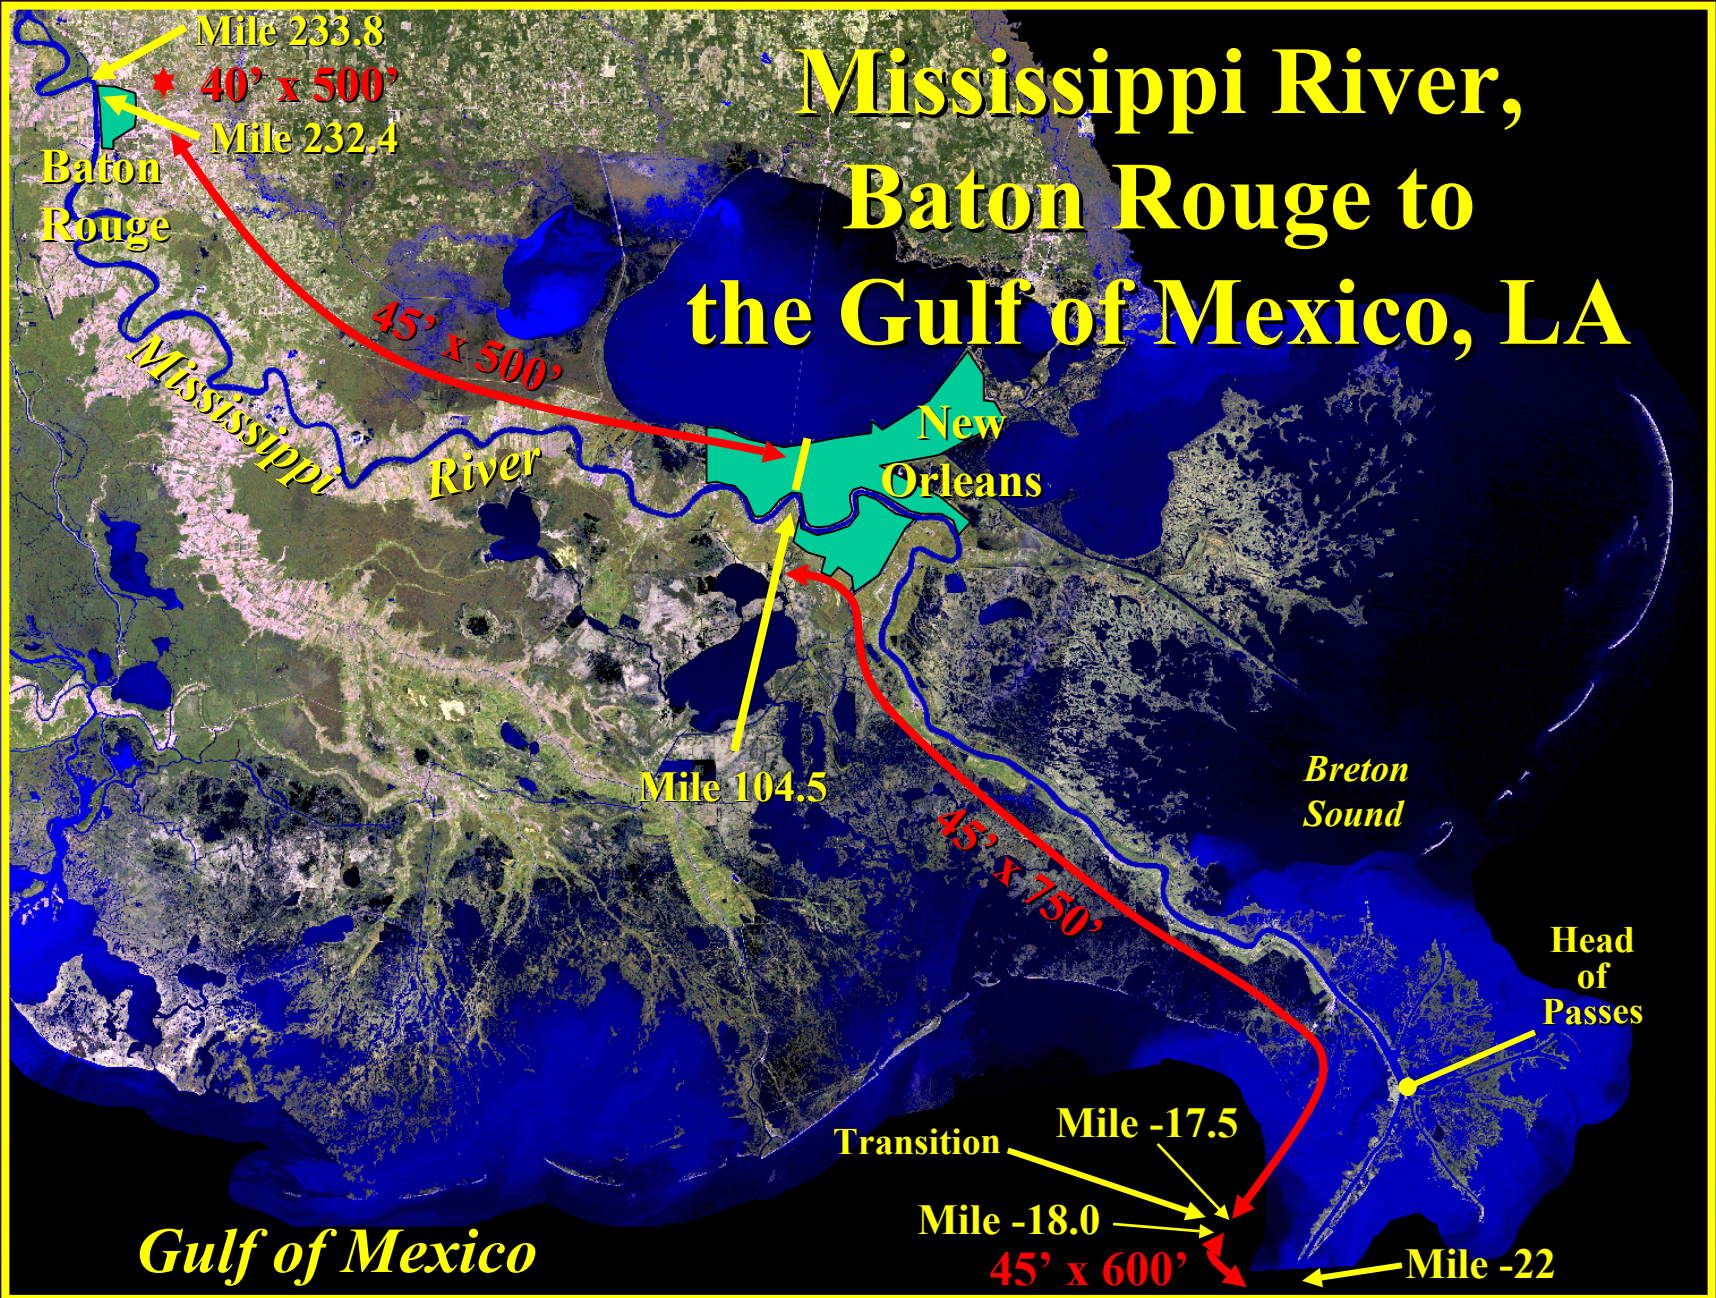 Mississippi River,
Baton Rouge to
the Gulf of Mexico, LA
Mile 233.8
40’ x 500’
Mile 232.4
Baton
Rouge
45’ x 500’
Mississippi
River
New
Orleans
Mile 104.5
45’ x 750’
Breton
Sound
Head
of
Passes
Transition
Mile -17.5
Mile -18.0
45’ x 600’
Mile -22
Gulf of Mexico